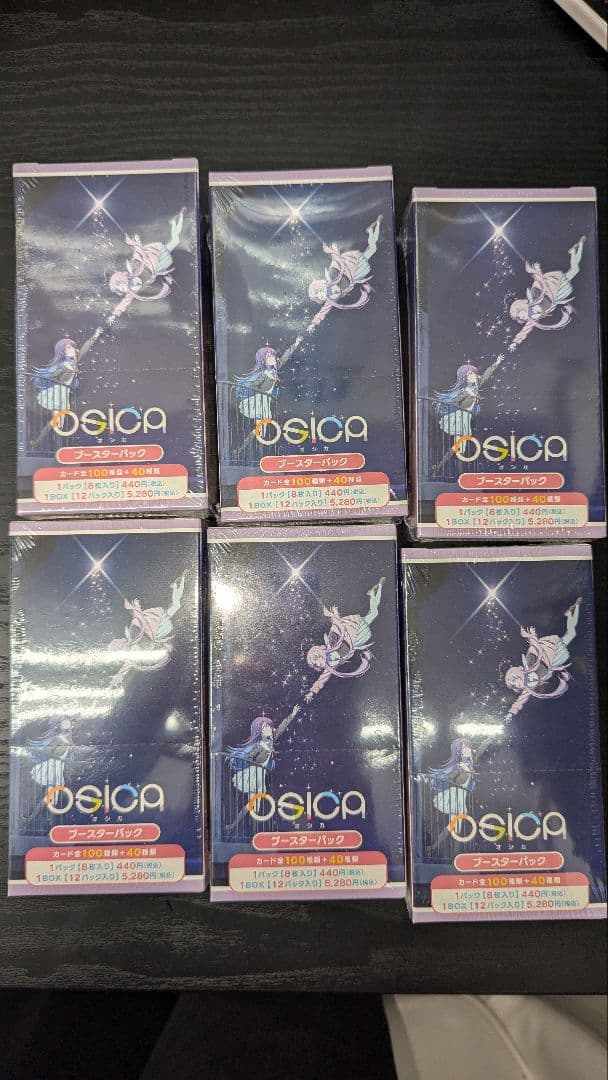 OSICA
オシカ
ブースターパック
カード全100種類+40種類
1パック[8枚入り]440円(税込)
1BOX[12パック入り]5,280円(税込)
OSICA
オシカ
ブースターパック
カード全100種類+40種類
1パック[8枚入り]440円(税込)
1BOX[12パック入り]5,280円(税込)
OSICA
オシカ
ブースターパック
カード全100種類+40種類
1パック[8枚入り]440円(税込)
1BOX[12パック入り]5,280円(税込)
OSICA
オシカ
ブースターパック
カード全100種類+40種類
1パック[8枚入り]440円(税込)
1BOX[12パック入り]5,280円(税込)
OSICA
オシカ
ブースターパック
カード全100種類+40種類
1パック[8枚入り]440円(税込)
1BOX[12パック入り]5,280円(税込)
OSICA
オシカ
ブースターパック
カード全100種類+40種類
1パック[8枚入り]440円(税込)
1BOX[12パック入り]5,280円(税込)